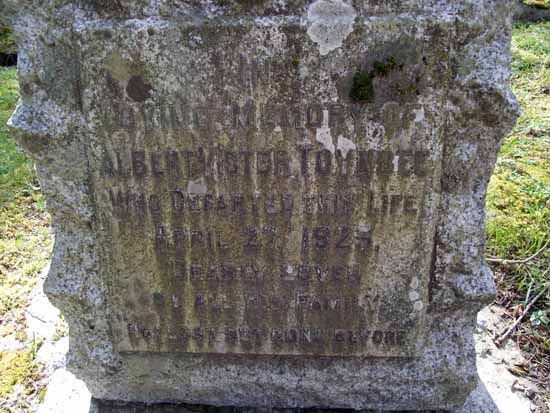 IN
LOVING MEMORY OF
ALBERT VICTOR TOYNBEE
WHO DEPARTED THIS LIFE
APRIL 27, 1925,
DEARLY LOVED
BY ALL HIS FAMILY
"NOT LOST BUT GONE BEFORE"